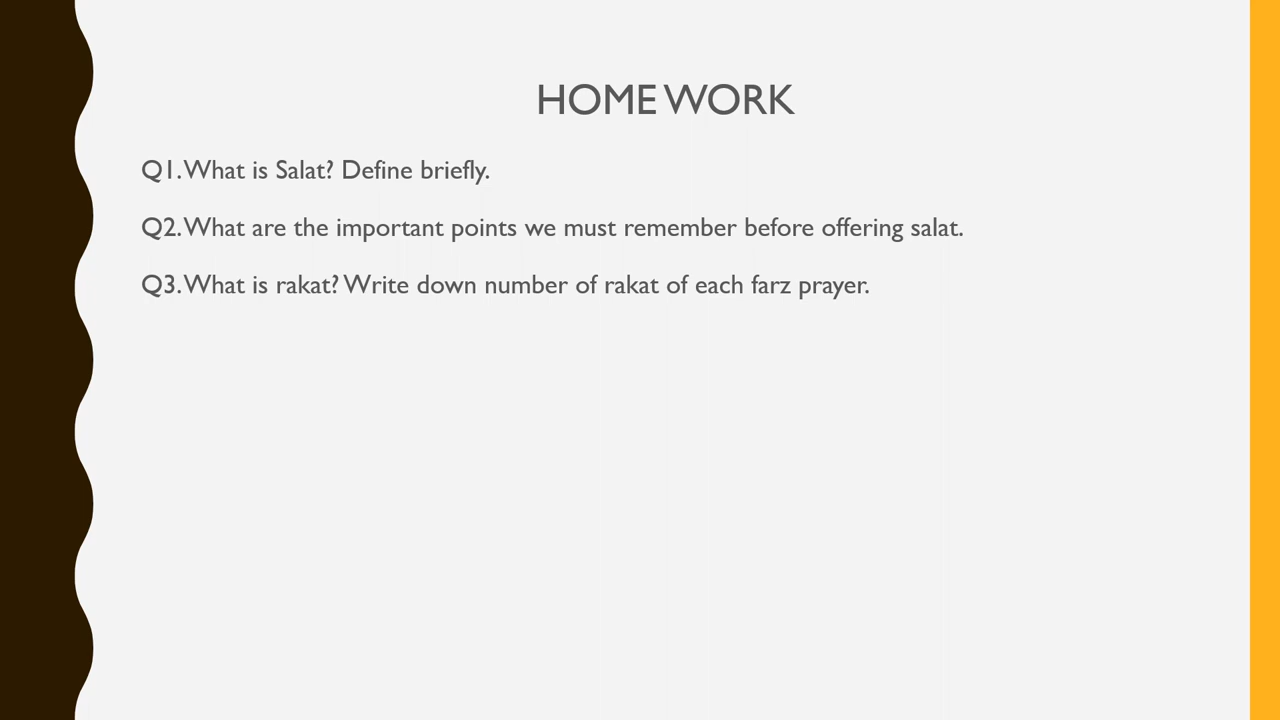 HOME WORK
Q1. What is Salat? Define briefly.
Q2. What are the important points we must remember before offering salat.
Q3. What is rakat? Write down number of rakat of each farz prayer.